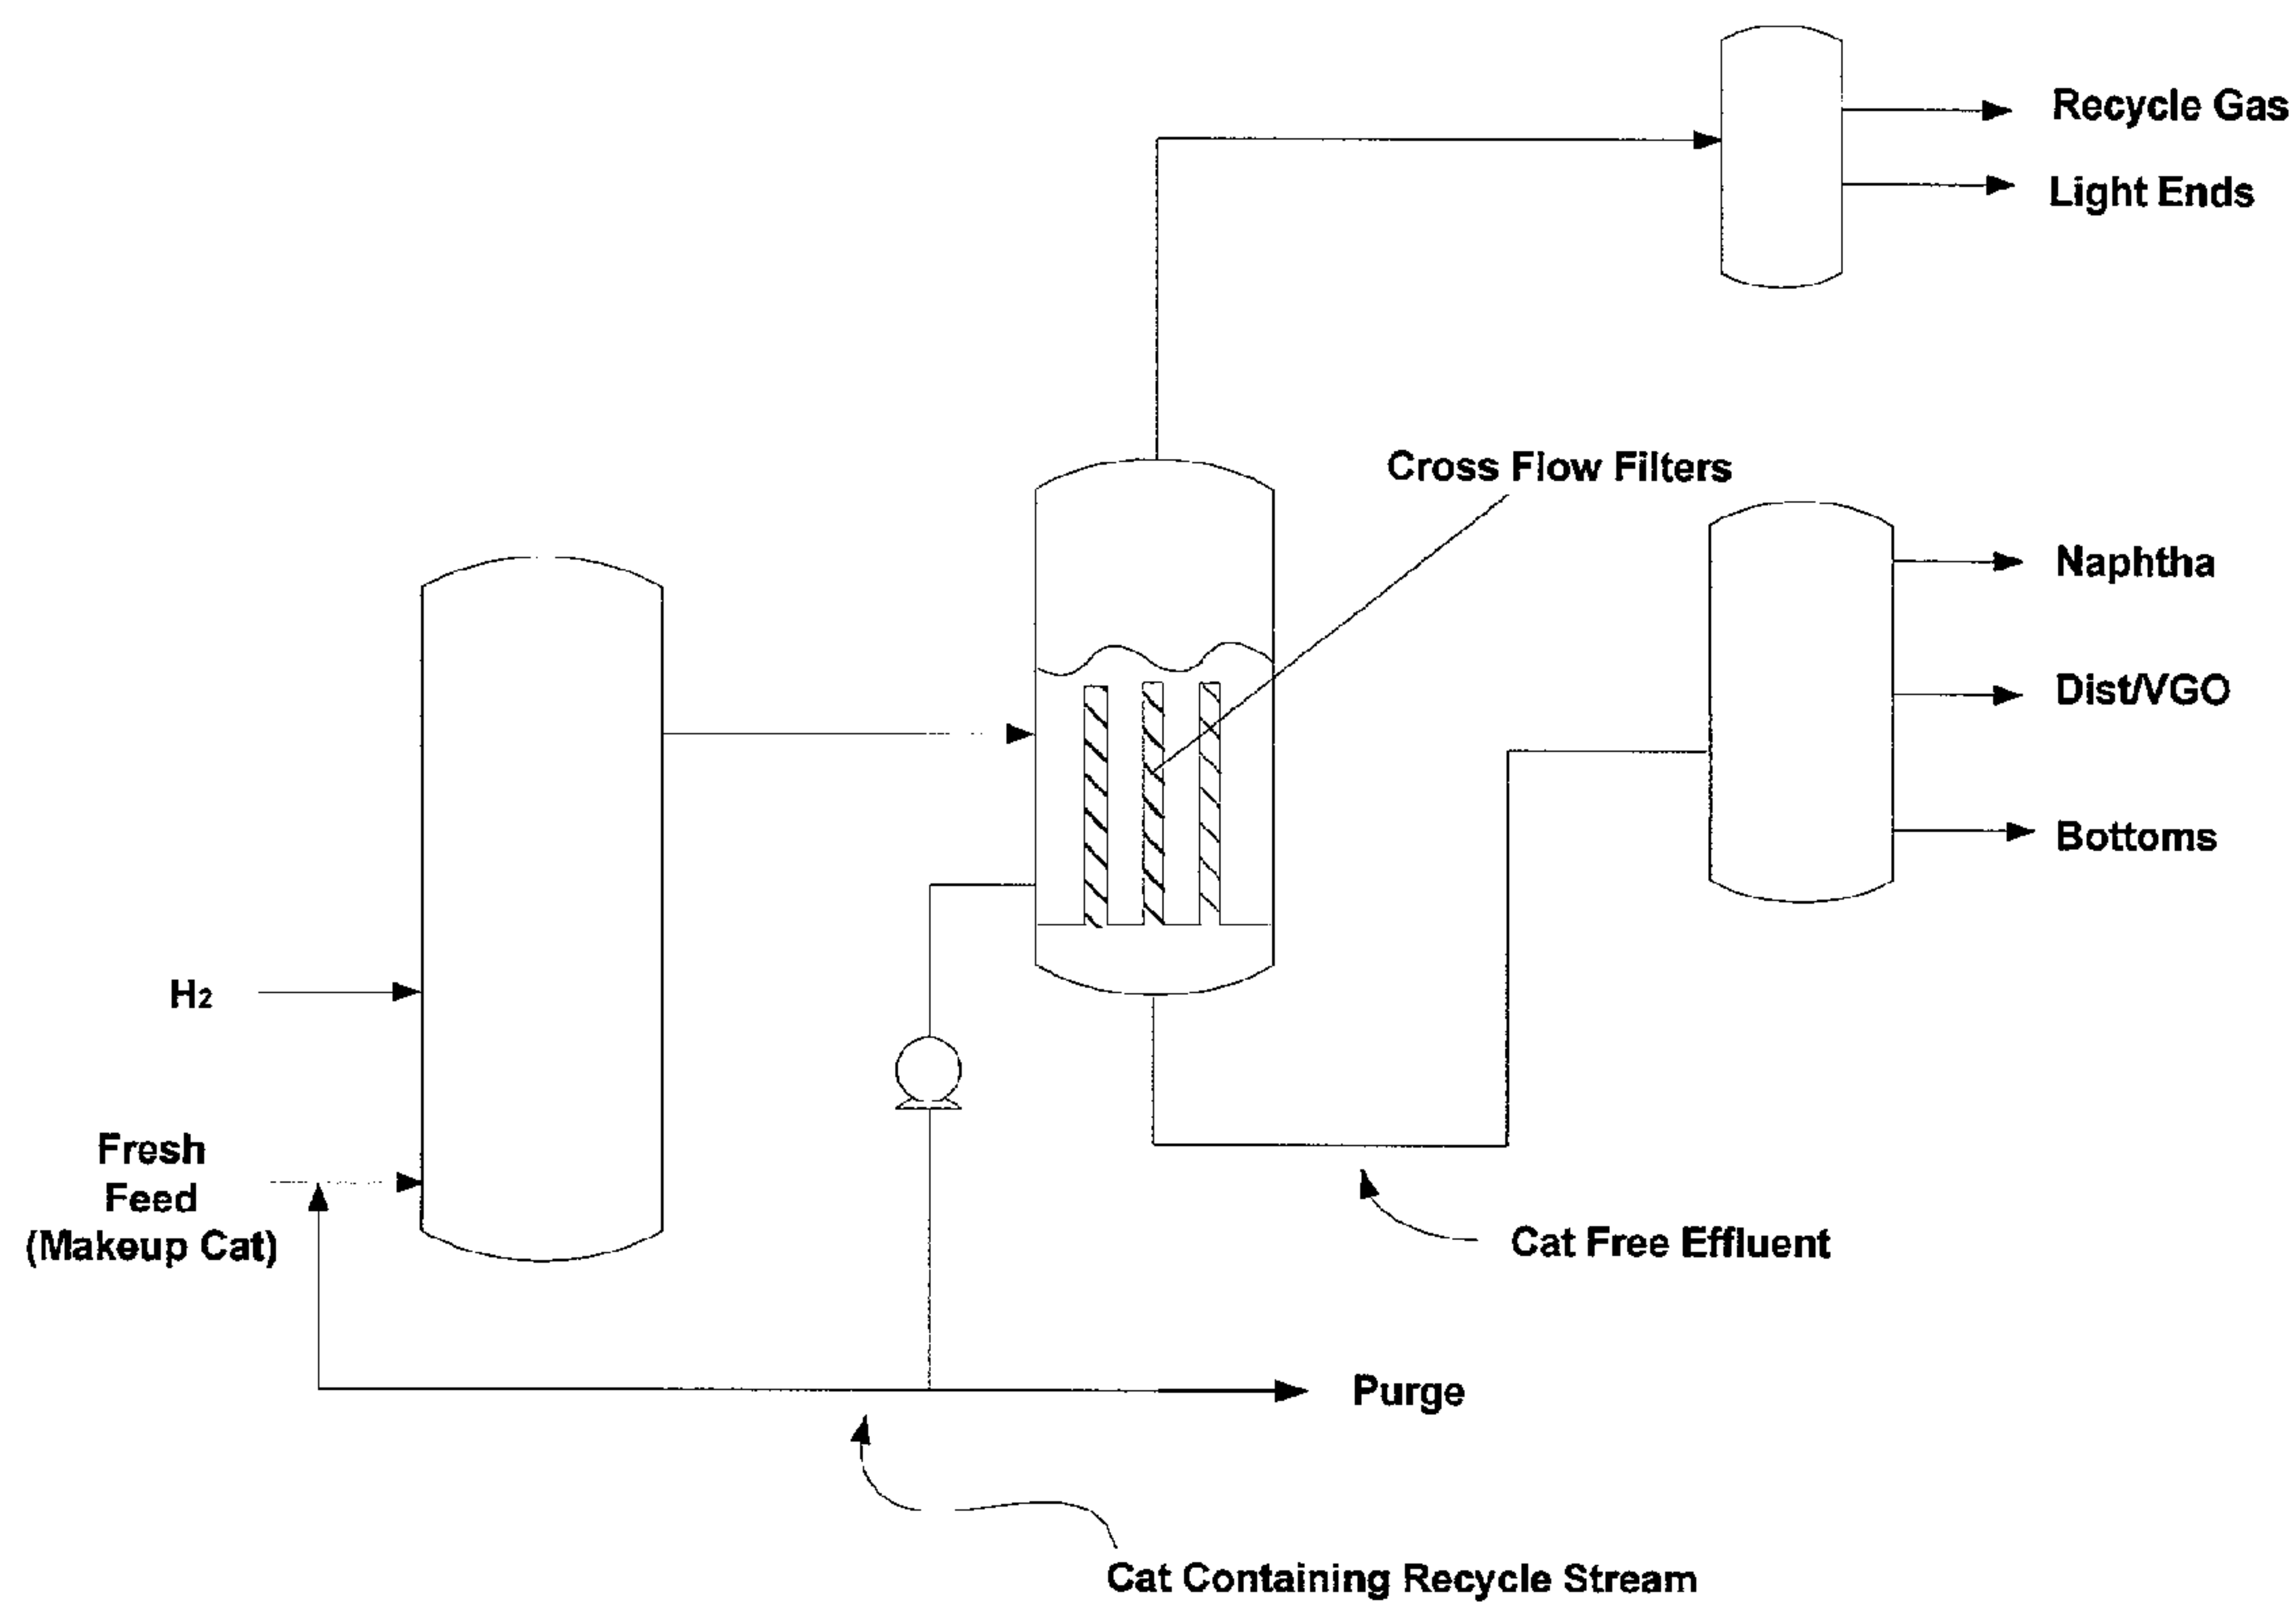 Recycle Gas
Light Ends
Cross Flow Filters
Naphtha
Dist/VGO
Bottoms
H2
Fresh
Feed
(Makeup Cat)
Cat Free Effluent
Purge
Cat Containing Recycle Stream